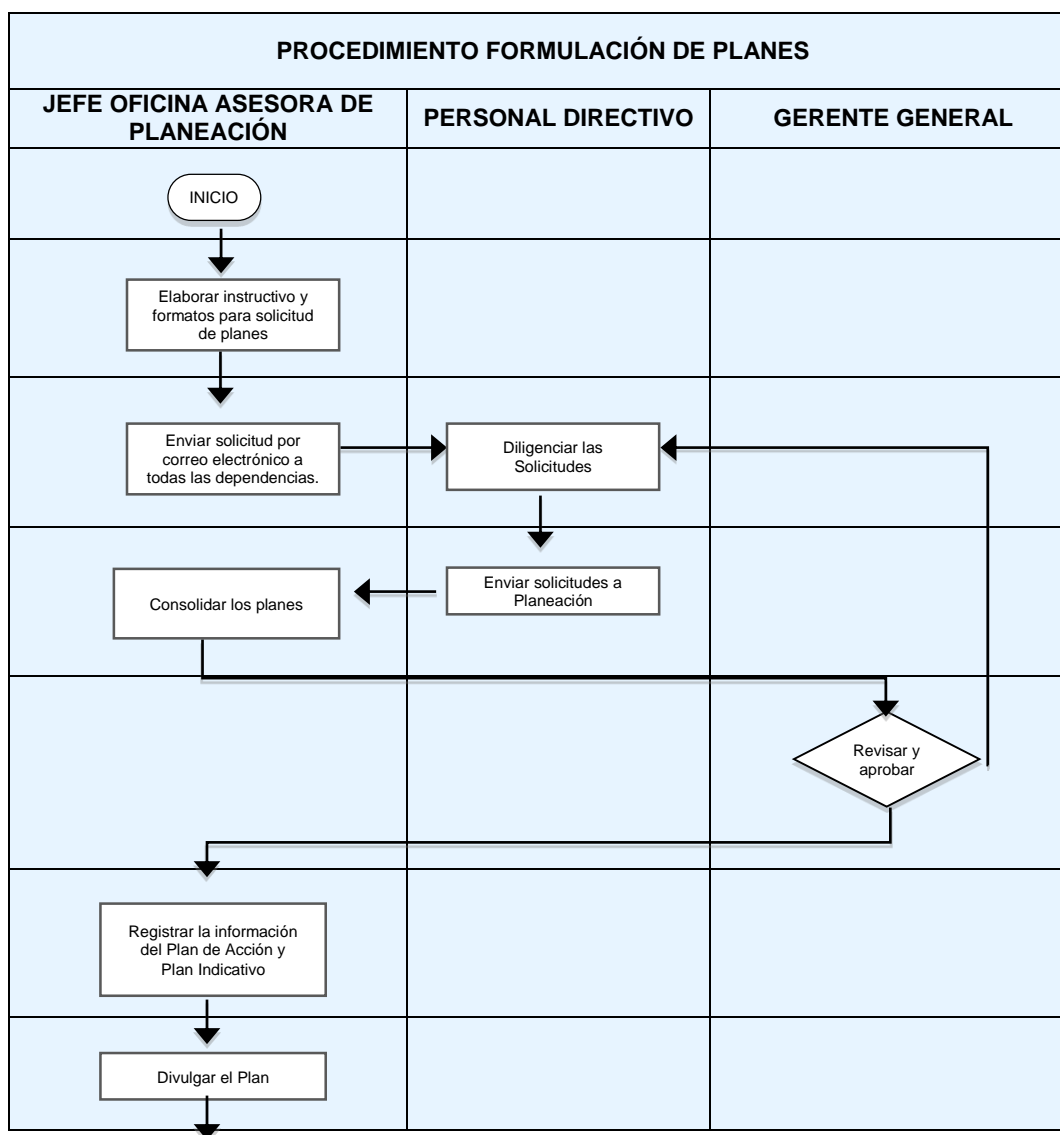 PROCEDIMIENTO FORMULACIÓN DE PLANES
JEFE OFICINA ASESORA DE
PLANEACIÓN
PERSONAL DIRECTIVO
GERENTE GENERAL
INICIO
Elaborar instructivo y
formatos para solicitud
de planes
Enviar solicitud por
correo electrónico a
todas las dependencias.
Diligenciar las
Solicitudes
Enviar solicitudes a
Planeación
Consolidar los planes
Revisar y
aprobar
Registrar la información
del Plan de Acción y
Plan Indicativo
Divulgar el Plan